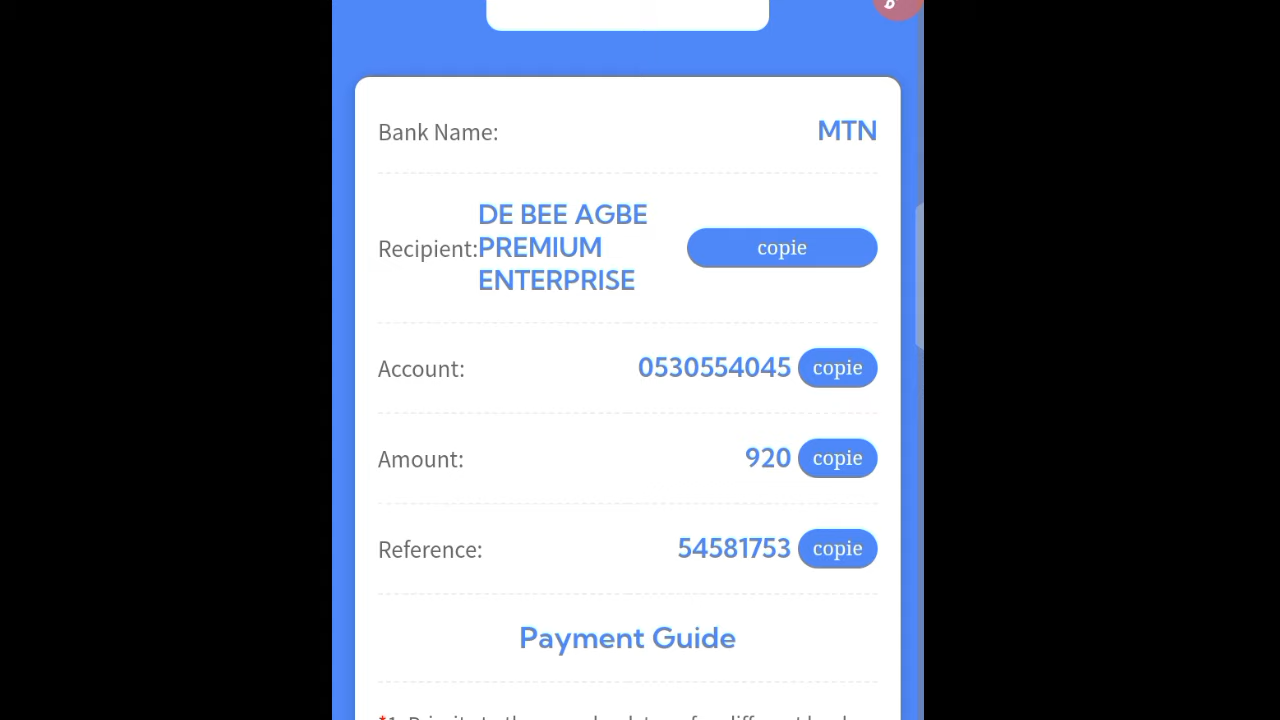 Bank Name: MTN
DE BEE AGBE
Recipient: PREMIUM copie
ENTERPRISE
Account: 0530554045 copie
Amount: 920 copie
Reference: 54581753 copie
Payment Guide